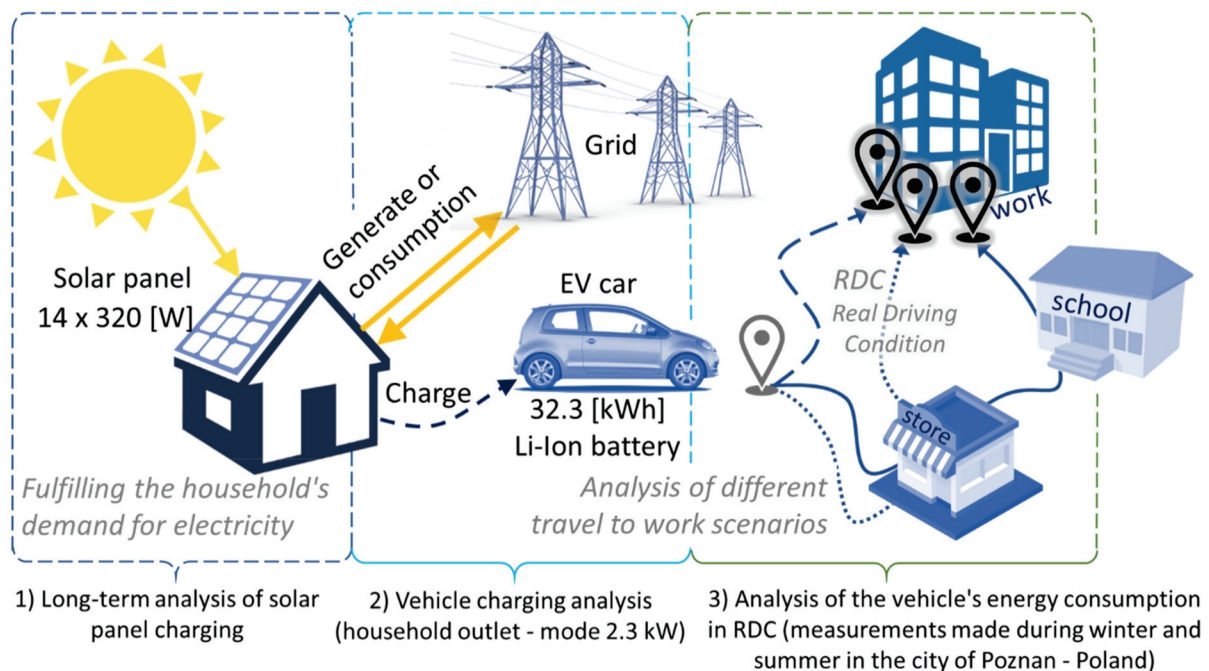 Solar panel
14 x 320 [W]
Generate or
consumption
Grid
EV car
Charge
32.3 [kWh]
Li-Ion battery
work
RDC
Real Driving
Condition
school
store
Fulfilling the household's
demand for electricity
Analysis of different
travel to work scenarios
1) Long-term analysis of solar
panel charging
2) Vehicle charging analysis
(household outlet - mode 2.3 kW)
3) Analysis of the vehicle's energy consumption
in RDC (measurements made during winter and
summer in the city of Poznan - Poland)